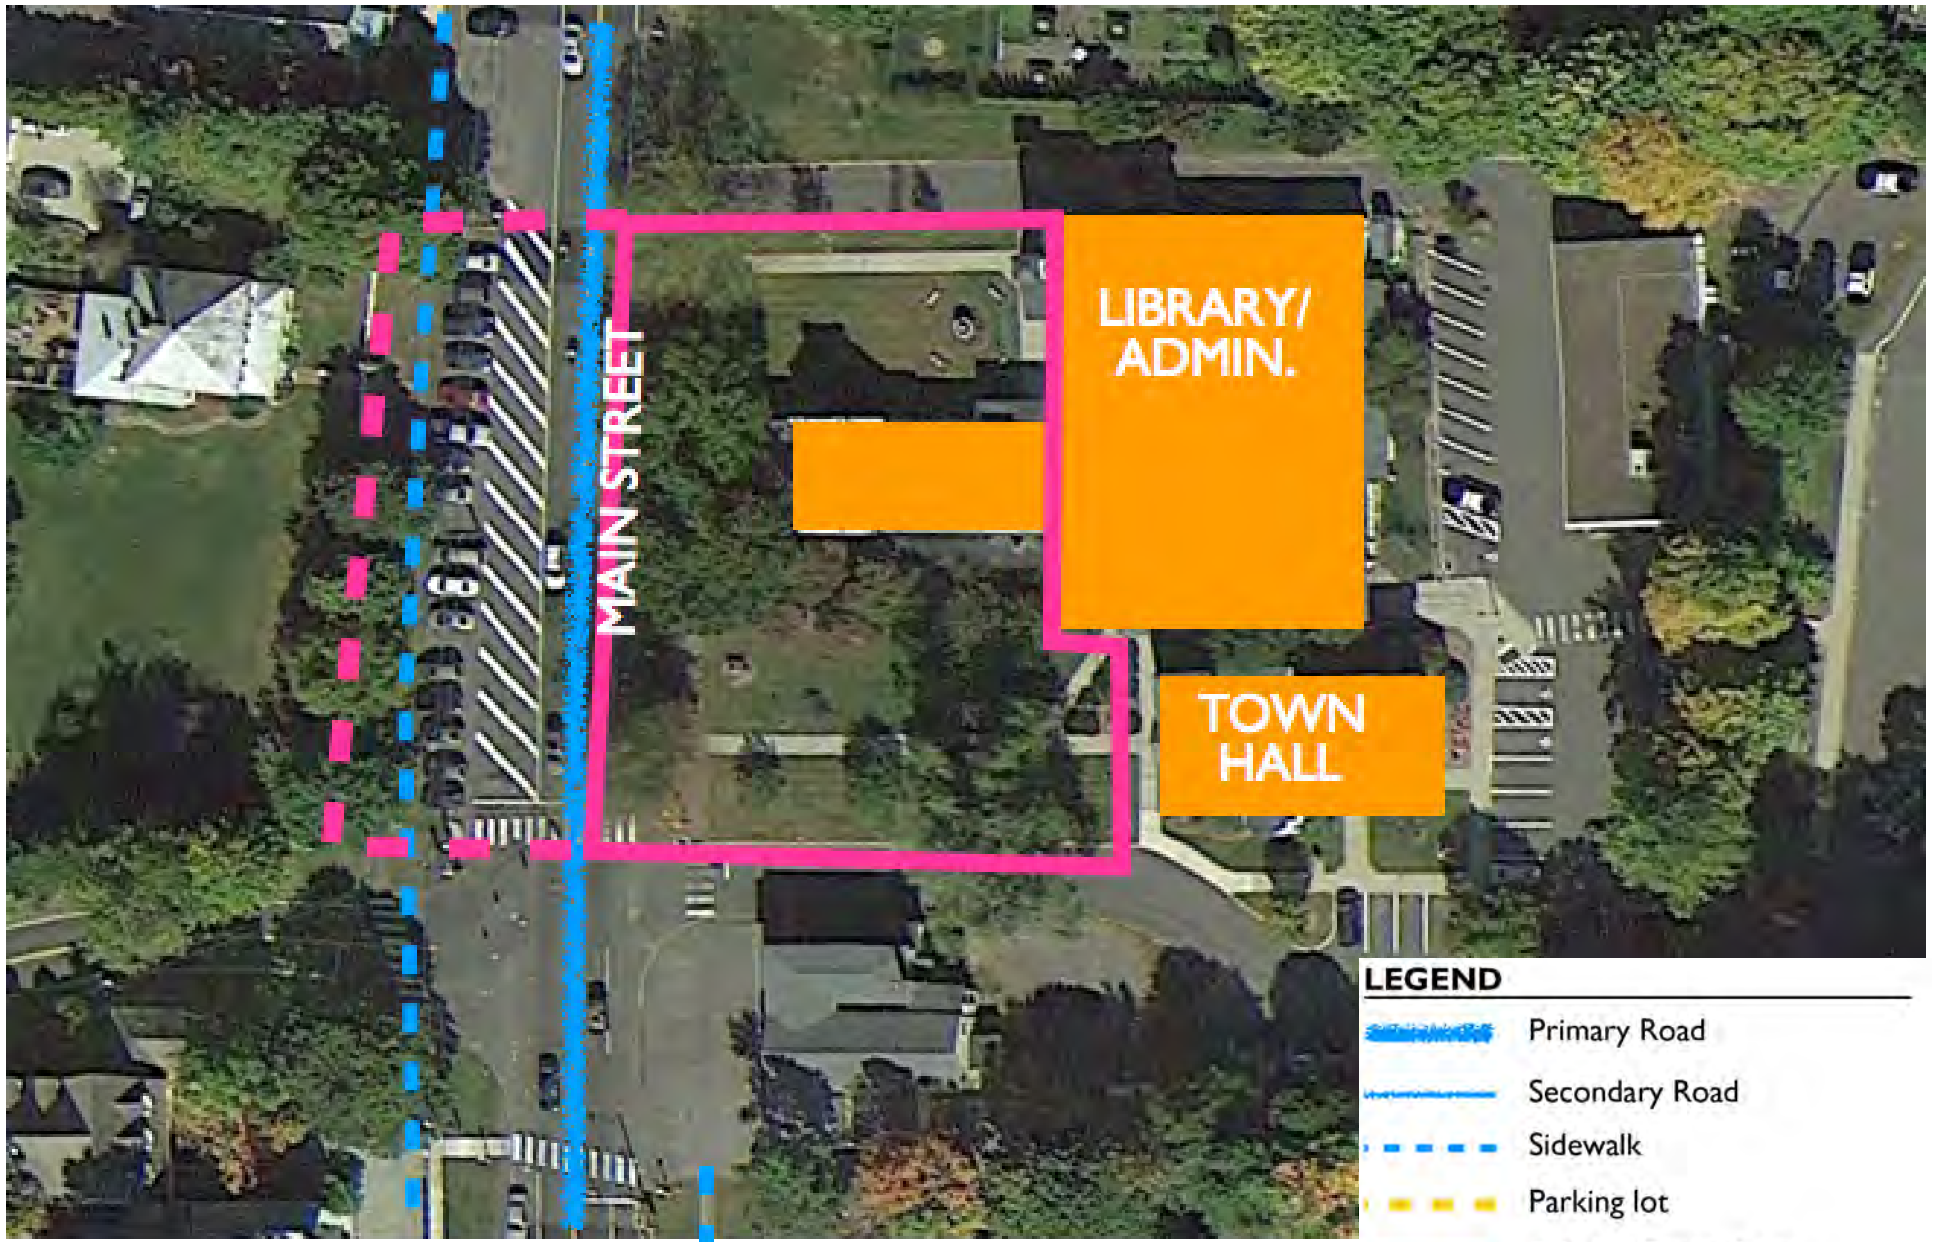 LIBRARY/
ADMIN.
MAIN STREET
TOWN
HALL
LEGEND
Primary Road
Secondary Road
Sidewalk
Parking lot